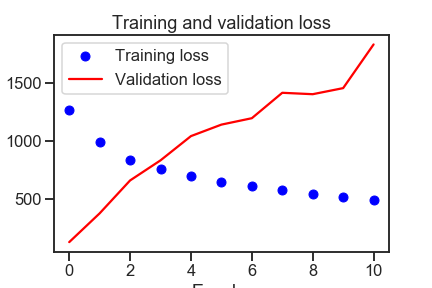 Training and validation loss
Training loss
Validation loss
1500
1000
500
0 2 4 6 8 10